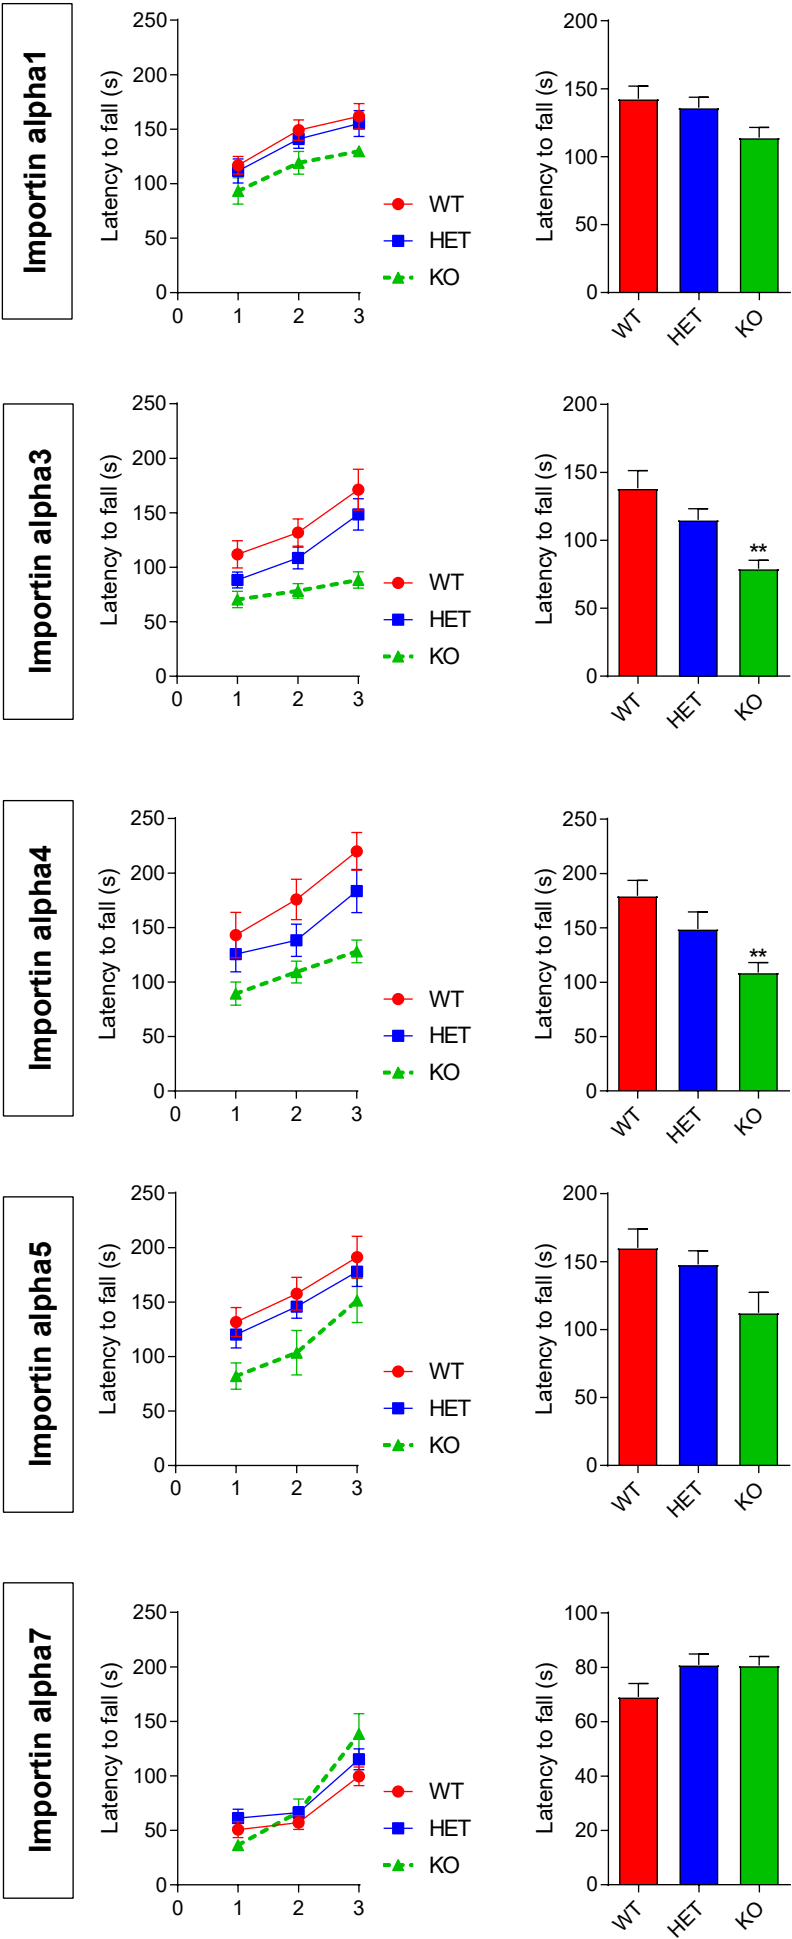 Importin alpha1
Latency to fall (s)
250
200
150
100
50
0
0 1 2 3
WT
HET
KO
Latency to fall (s)
200
150
100
50
0
WT HET KO
Importin alpha3
Latency to fall (s)
250
200
150
100
50
0
0 1 2 3
WT
HET
KO
Latency to fall (s)
200
150
100
50
0
**
WT HET KO
Importin alpha4
Latency to fall (s)
250
200
150
100
50
0
0 1 2 3
WT
HET
KO
Latency to fall (s)
250
200
150
100
50
0
**
WT HET KO
Importin alpha5
Latency to fall (s)
250
200
150
100
50
0
0 1 2 3
WT
HET
KO
Latency to fall (s)
200
150
100
50
0
WT HET KO
Importin alpha7
Latency to fall (s)
250
200
150
100
50
0
0 1 2 3
WT
HET
KO
Latency to fall (s)
100
80
60
40
20
0
WT HET KO